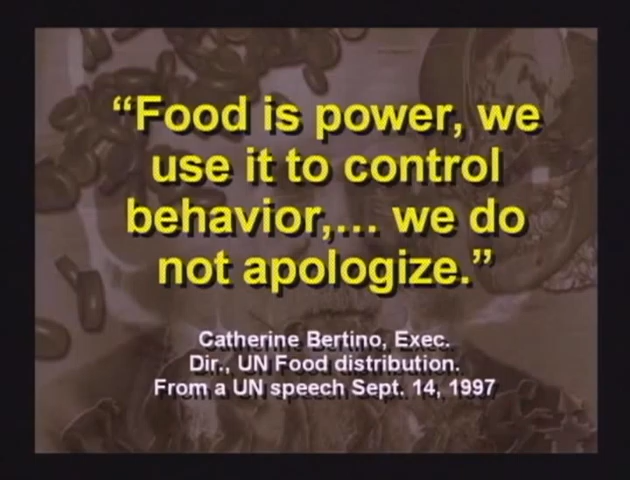 “Food is power, we
use it to control
behavior,... we do
not apologize.”
Catherine Bertino, Exec.
Dir., UN Food distribution.
From a UN speech Sept. 14, 1997